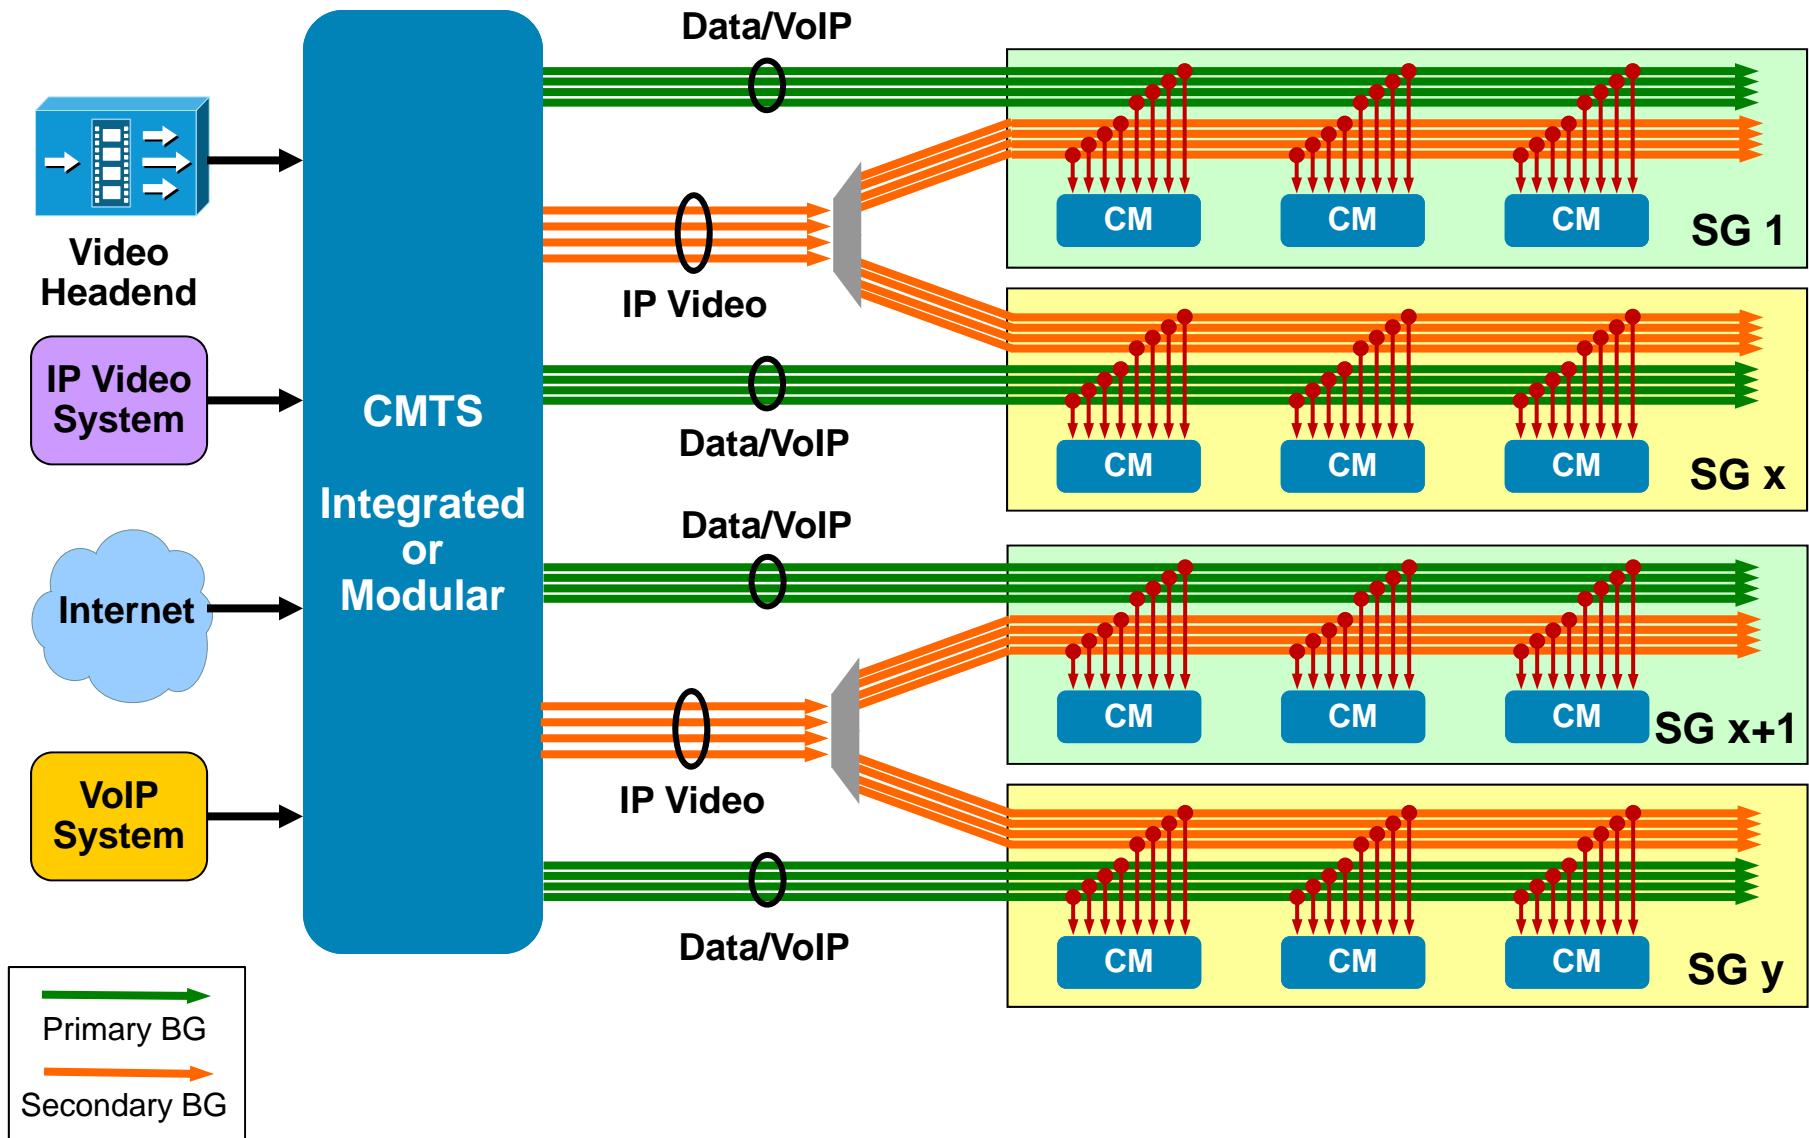 Video
Headend
IP Video
System
Internet
VoIP
System
CMTS
Integrated
or
Modular
Data/VoIP
IP Video
Data/VoIP
Data/VoIP
IP Video
Data/VoIP
CM
CM
CM
SG 1
CM
CM
CM
SG x
CM
CM
CM
SG x+1
CM
CM
CM
SG y
Primary BG
Secondary BG